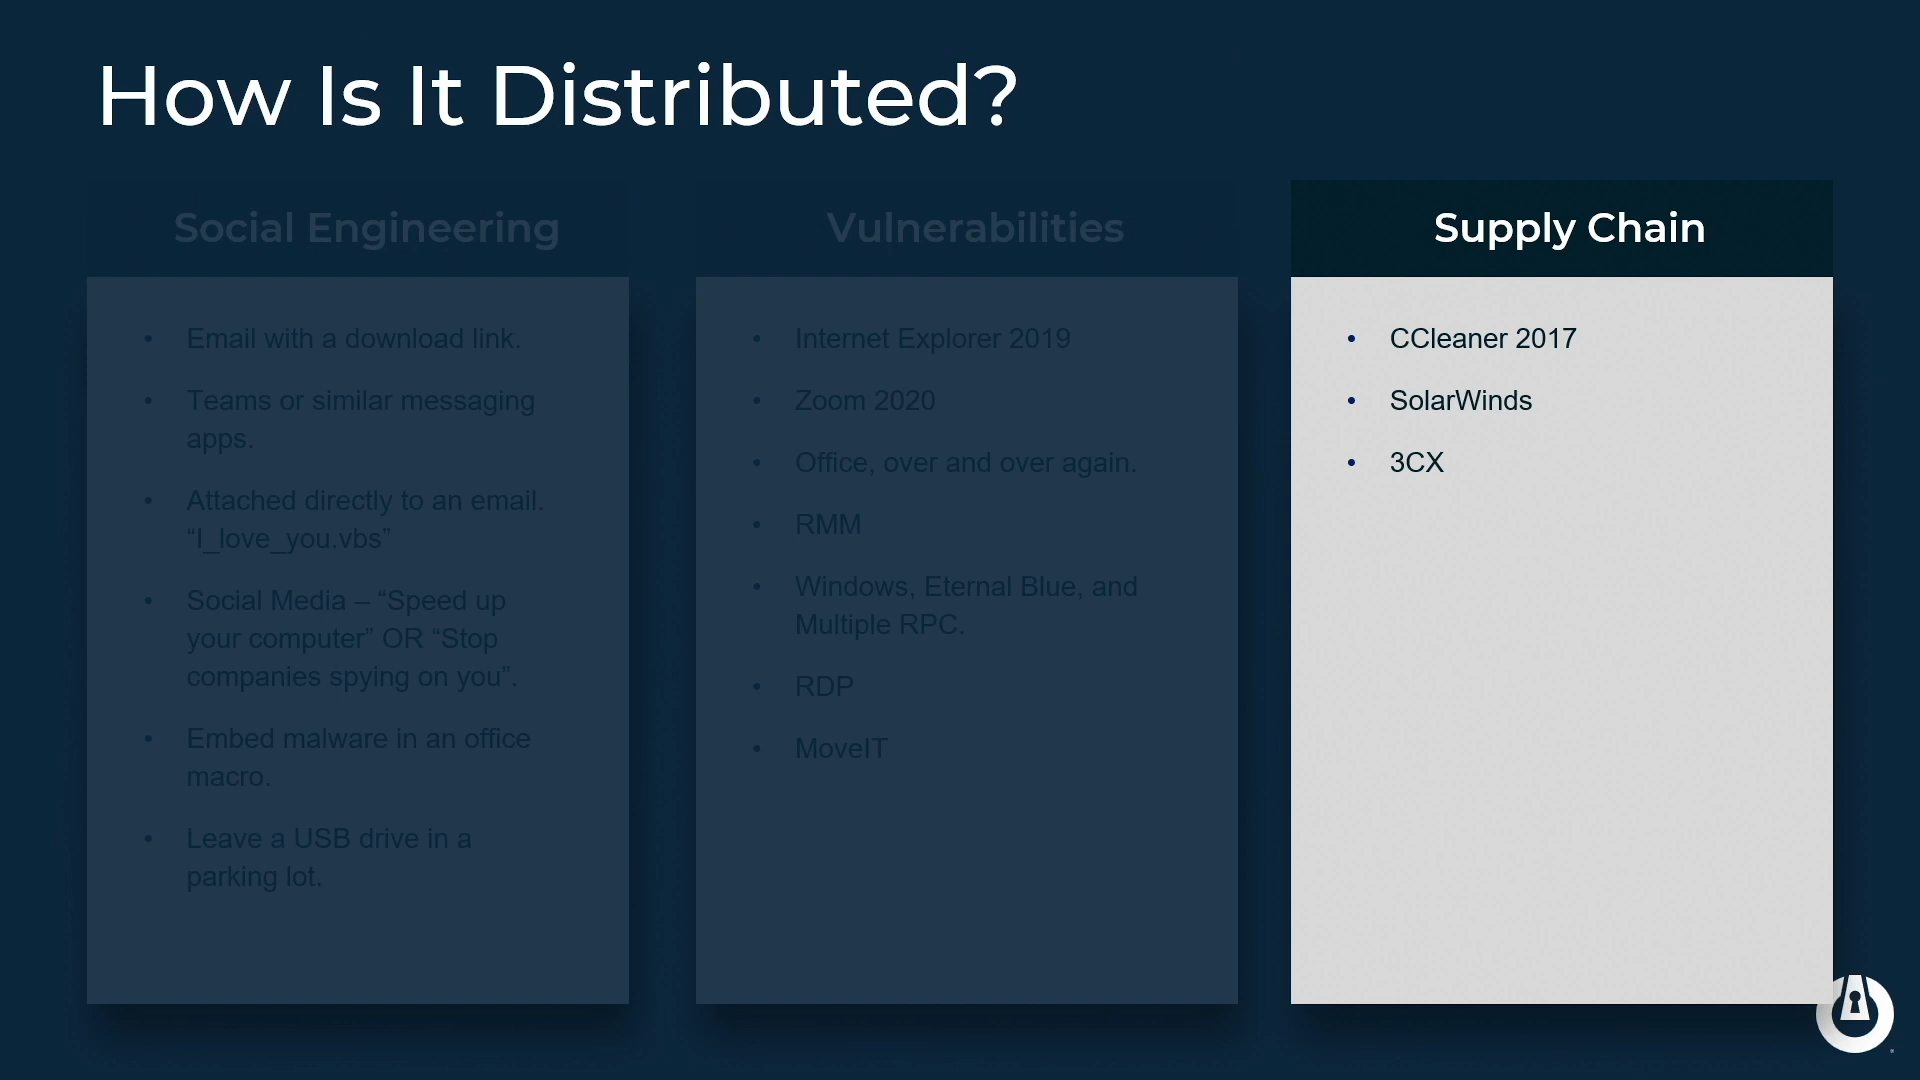 How Is It Distributed?
Social Engineering
• Email with a download link.
• Teams or similar messaging
apps.
• Attached directly to an email.
“I_love_you.vbs”
• Social Media – “Speed up
your computer” OR “Stop
companies spying on you”.
• Embed malware in an office
macro.
• Leave a USB drive in a
parking lot.
Vulnerabilities
• Internet Explorer 2019
• Zoom 2020
• Office, over and over again.
• RMM
• Windows, Eternal Blue, and
Multiple RPC.
• RDP
• MoveIT
Supply Chain
• CCleaner 2017
• SolarWinds
• 3CX